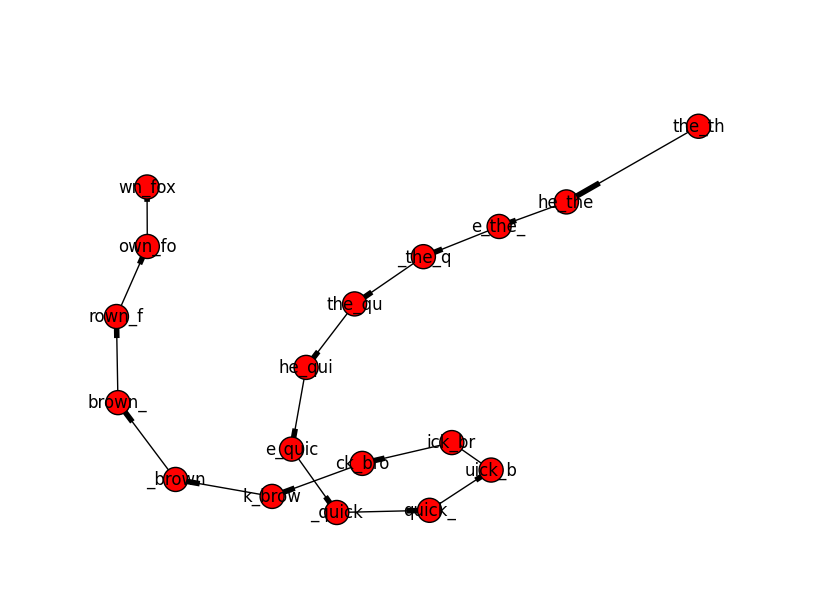 the_th
wn_fox
he_the
e_the_
own_fo
_the_q
the_qu
rown_f
he_qui
brown_
ick_br
e_quic
ck_bro
uick_b
_brown
k_brow
quick_
_quick